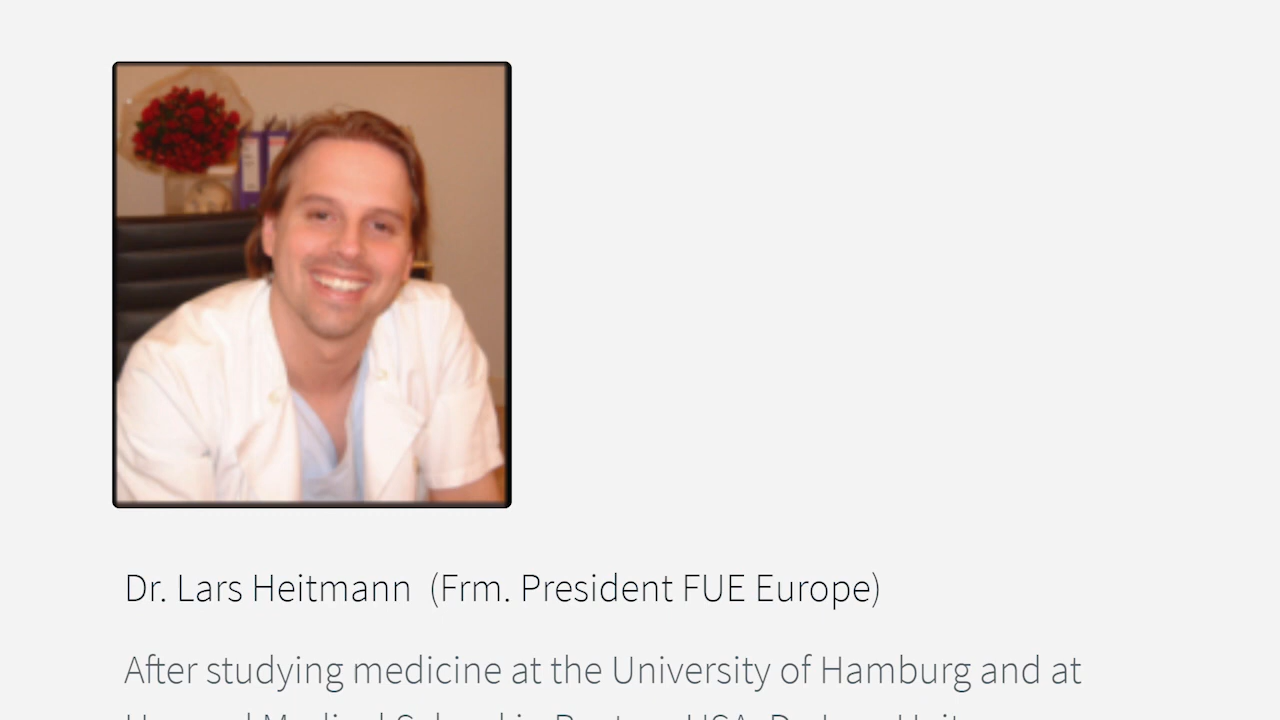 Dr. Lars Heitmann (Frm. President FUE Europe)
After studying medicine at the University of Hamburg and at